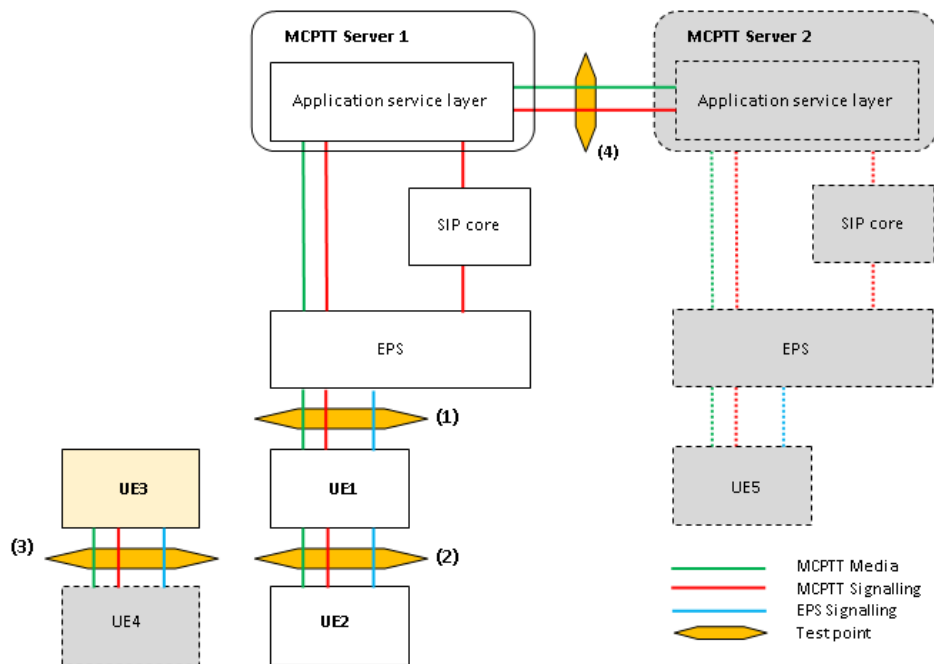 MCPTT Server 1
MCPTT Server 2
Application service layer
Application service layer
(4)
SIP core
SIP core
EPS
EPS
(1)
UE3
UE1
UE5
(3)
(2)
UE4
UE2
MCPTT Media
MCPTT Signalling
EPS Signalling
Test point